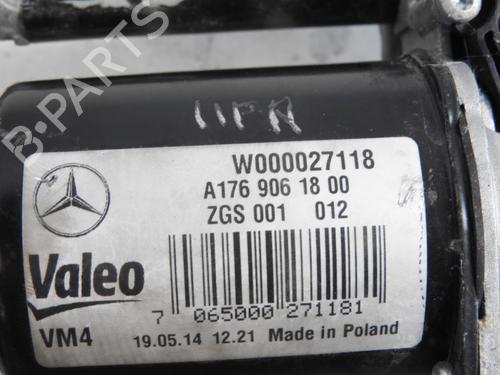 B-PARTS
W000027118
A176 906 18 00
ZGS 001 012
Valeo
7 065000 271181
VM4 19.05.14 12.21 Made in Poland